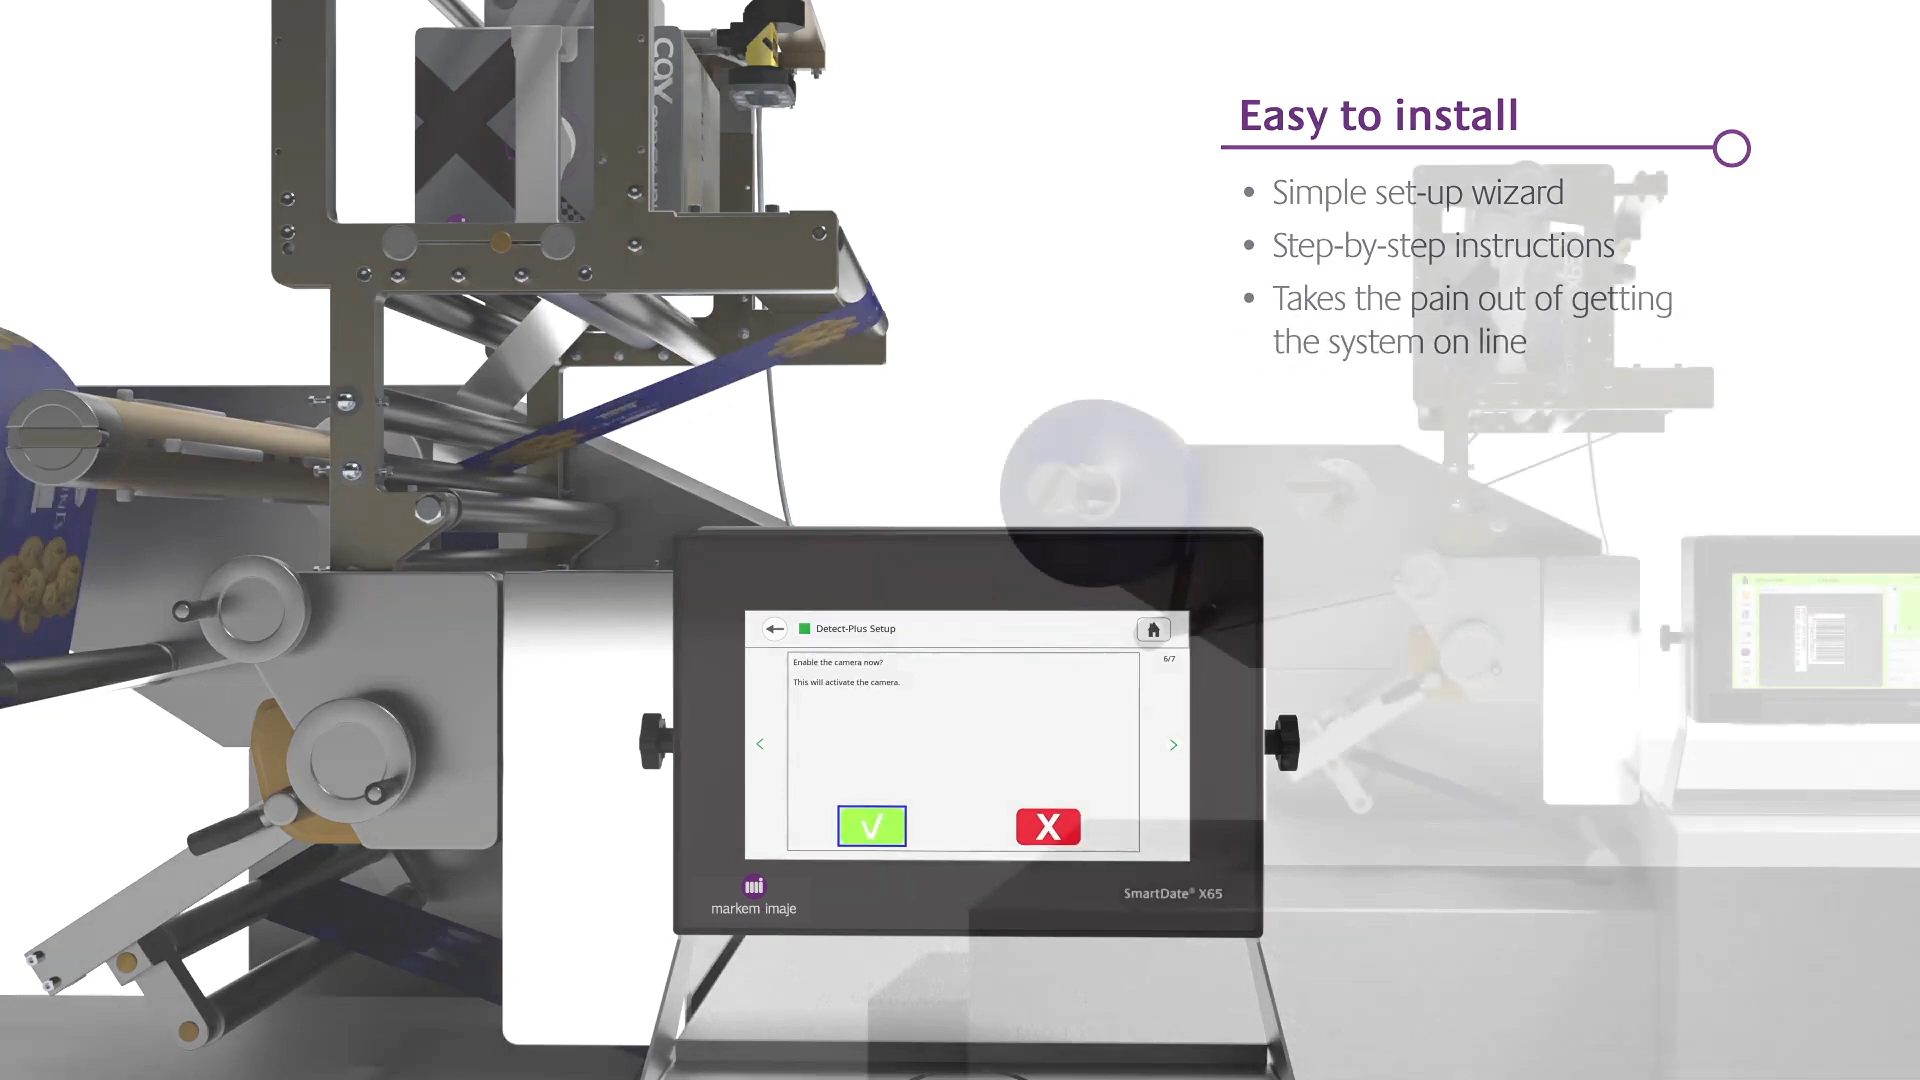 Easy to install
• Simple set-up wizard
• Step-by-step instructions
• Takes the pain out of getting
the system on line
Detect-Plus Setup
Enable the camera now?
6/7
This will activate the camera.
<
>
√
X
markem imaje
SmartDate® X65